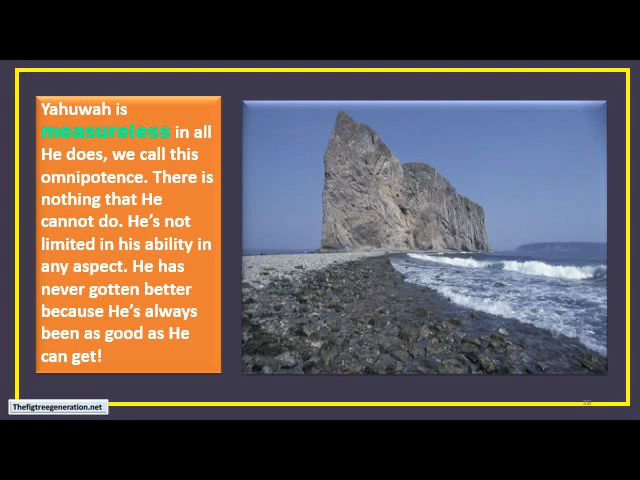 Yahuwah is
measureless in all
He does, we call this
omnipotence. There is
nothing that He
cannot do. He's not
limited in his ability in
any aspect. He has
never gotten better
because He's always
been as good as He
can get!
Thefigtreegeneration.net